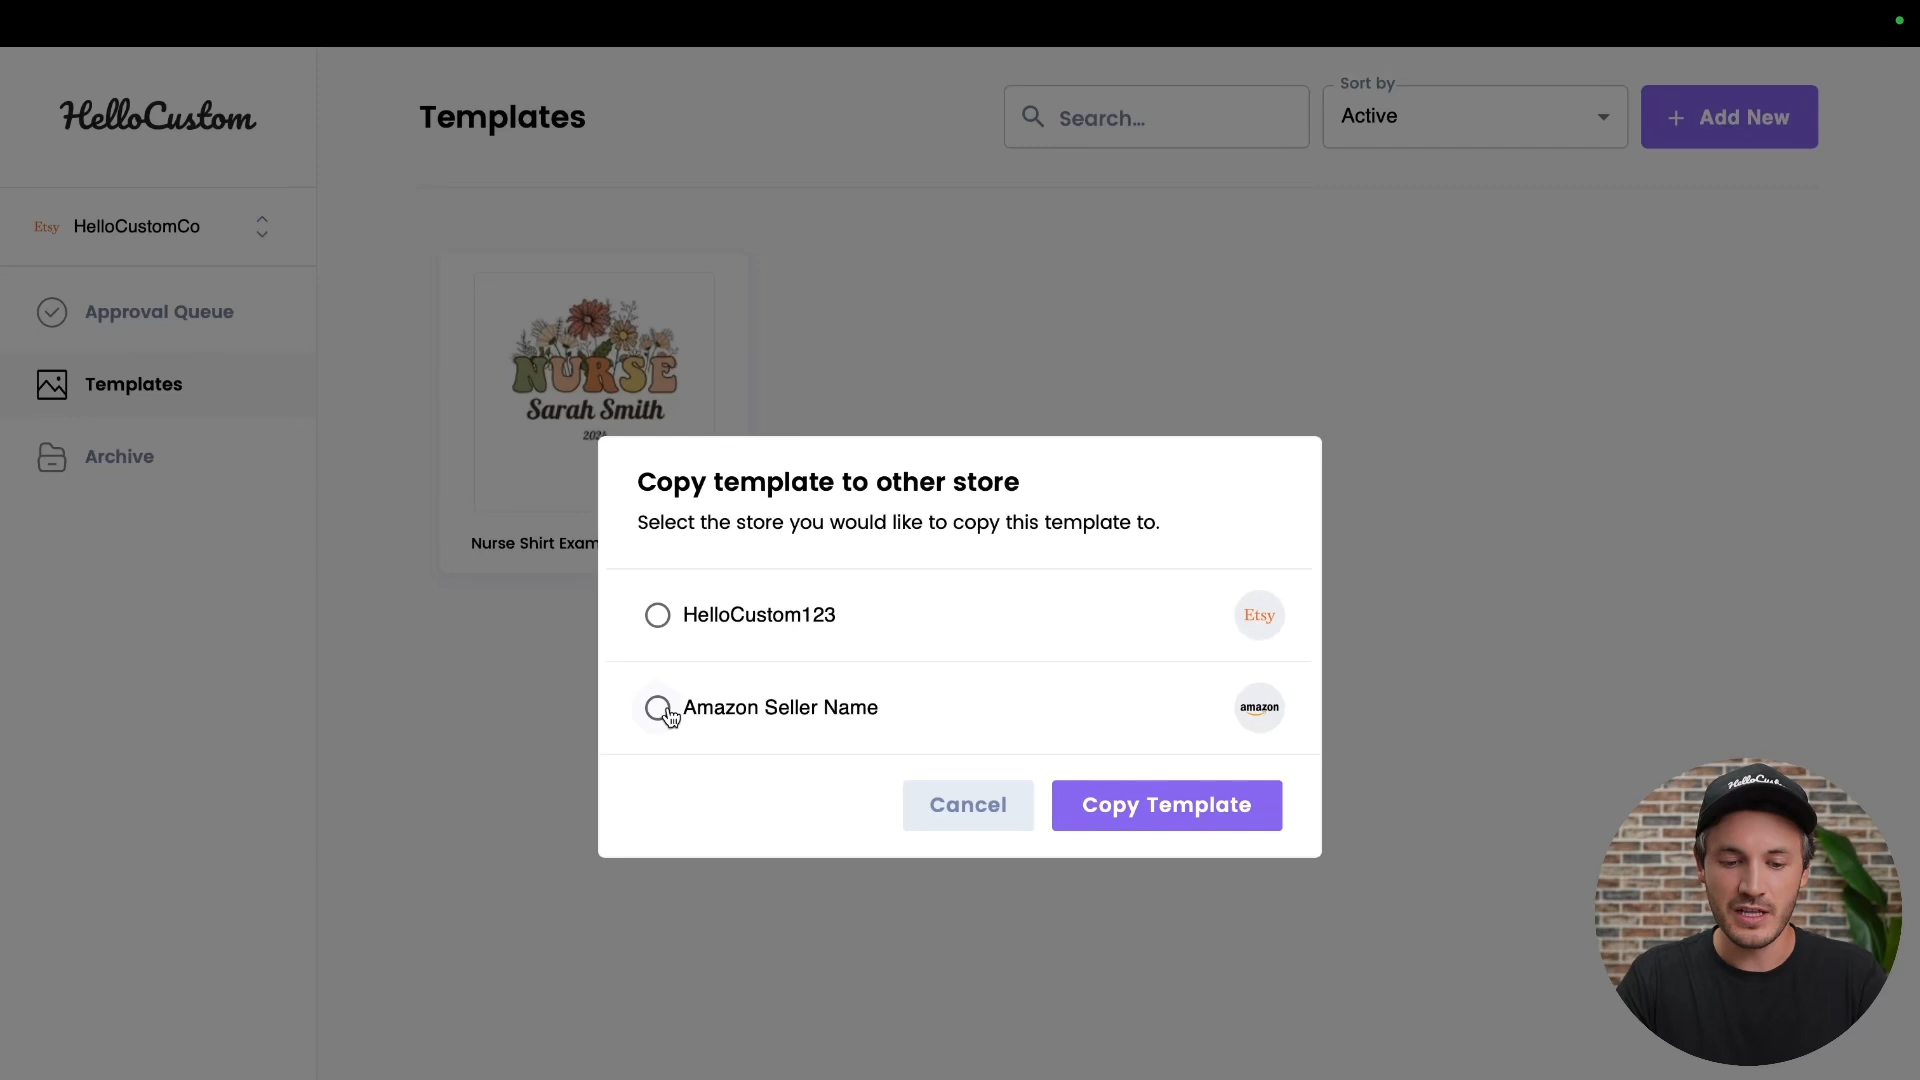 HelloCustom
Templates
Search...
Sort by
Active
+ Add New
Etsy HelloCustomCo
Approval Queue
Templates
Archive
NURSE
Sarah Smith
2024
Nurse Shirt Exam
Copy template to other store
Select the store you would like to copy this template to.
HelloCustom123
Etsy
Amazon Seller Name
amazon
Cancel
Copy Template